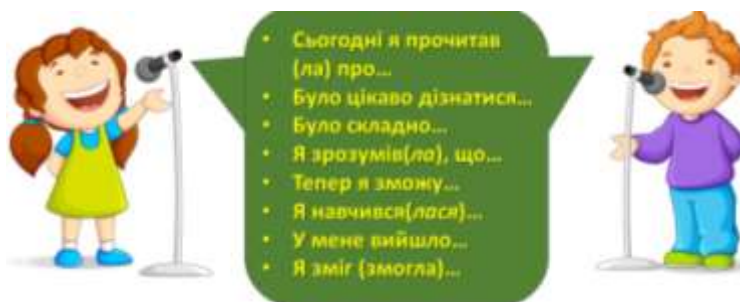 • Сьогодні я прочитав
(ла) про...
• Було цікаво дізнатися...
• Було складно...
• Я зрозумів(ла), що...
• Тепер я зможу...
• Я навчився(лася)...
• У мене вийшло...
• Я зміг (змогла)...